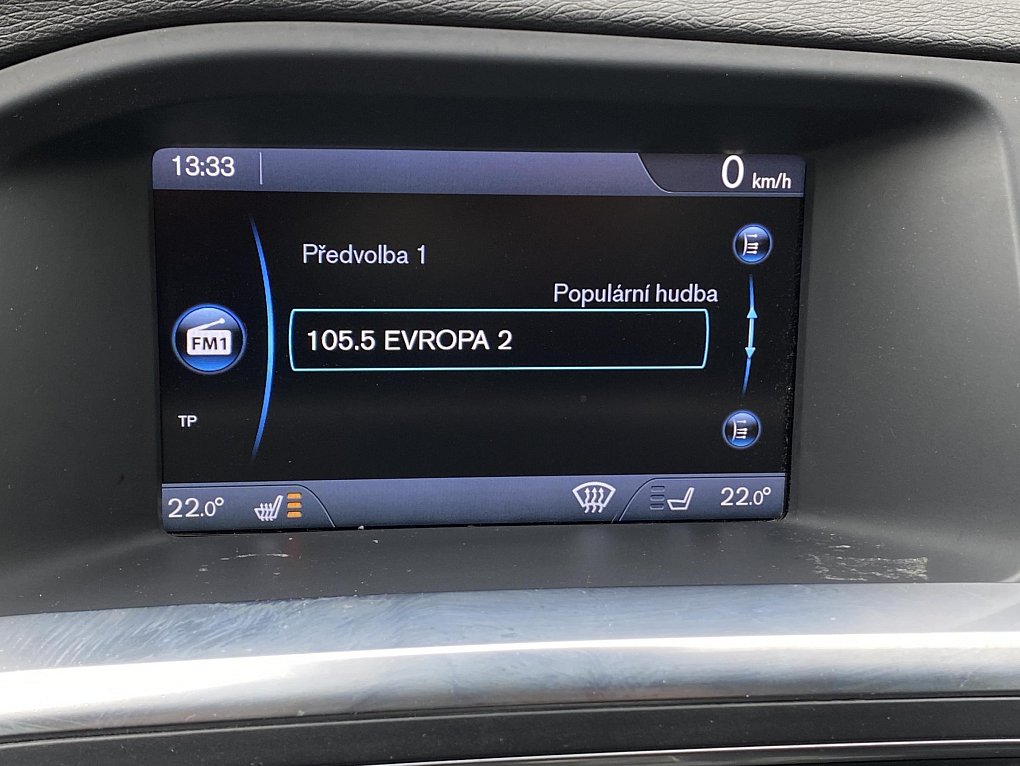 13:33
0 km/h
Předvolba 1
Populární hudba
105.5 EVROPA 2
FM1
TP
22.0°
22.0°